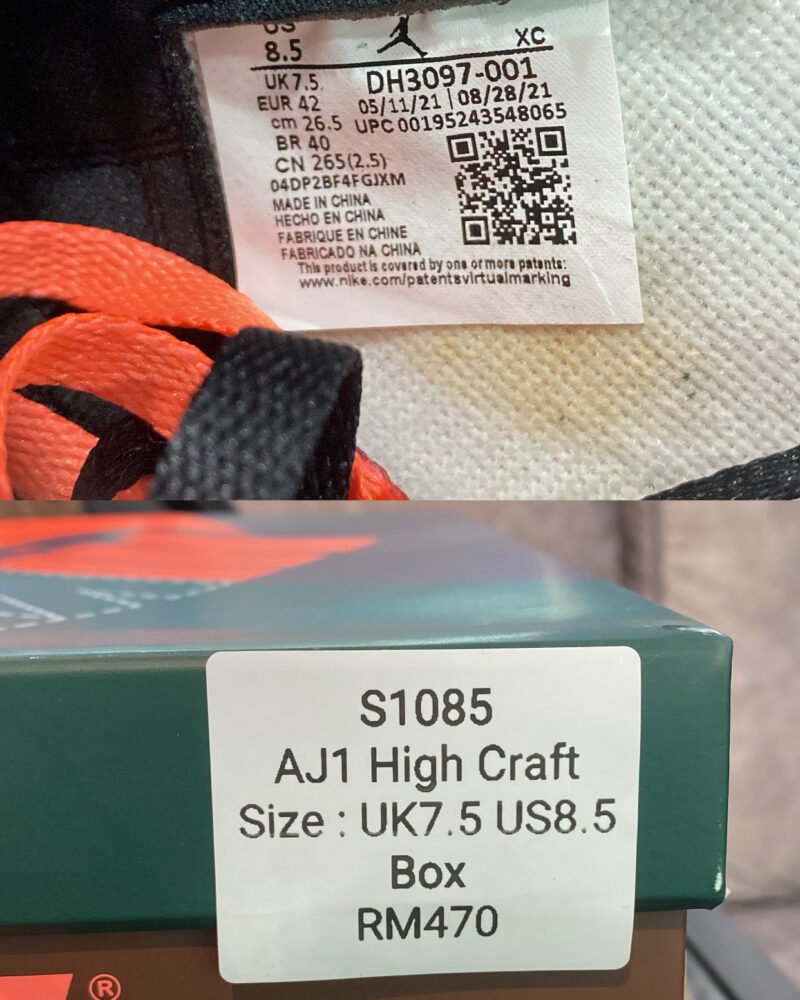 US
8.5
XC
UK 7.5.
DH3097-001
EUR 42
05/11/21 | 08/28/21
cm 26.5
UPC 00195243548065
BR 40
CN 265(2.5)
04DP2BF4FGJXM
MADE IN CHINA
HECHO EN CHINA
FABRIQUE EN CHINE
FABRICADO NA CHINA
This product is covered by one or more patents:
www.nike.com/patentsvirtualmarking
S1085
AJ1 High Craft
Size : UK7.5 US8.5
Box
RM470
®